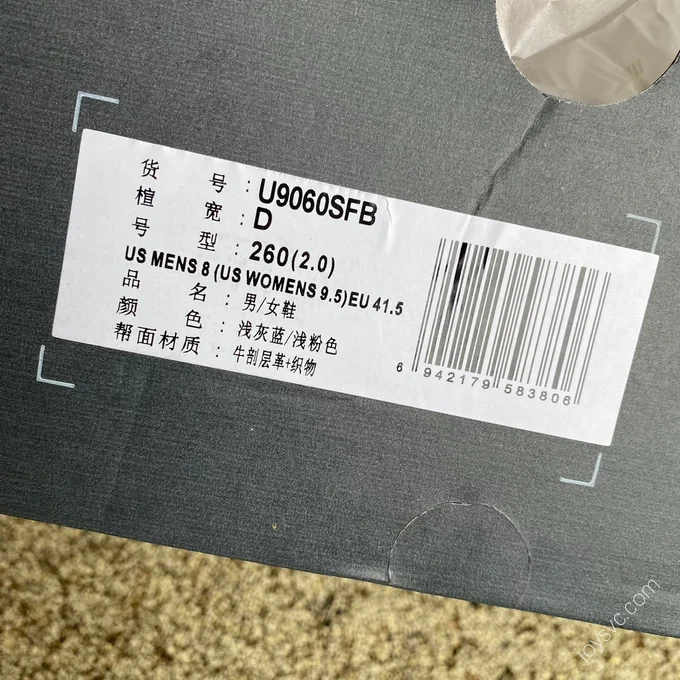 货 号：U9060SFB
楦 宽：D
号 型：260(2.0)
US MENS 8(US WOMENS 9.5)EU 41.5
品 名：男/女鞋
颜 色：浅灰蓝/浅粉色
帮面材质：牛剖层革+织物
6 942179 583806
joysvc.com